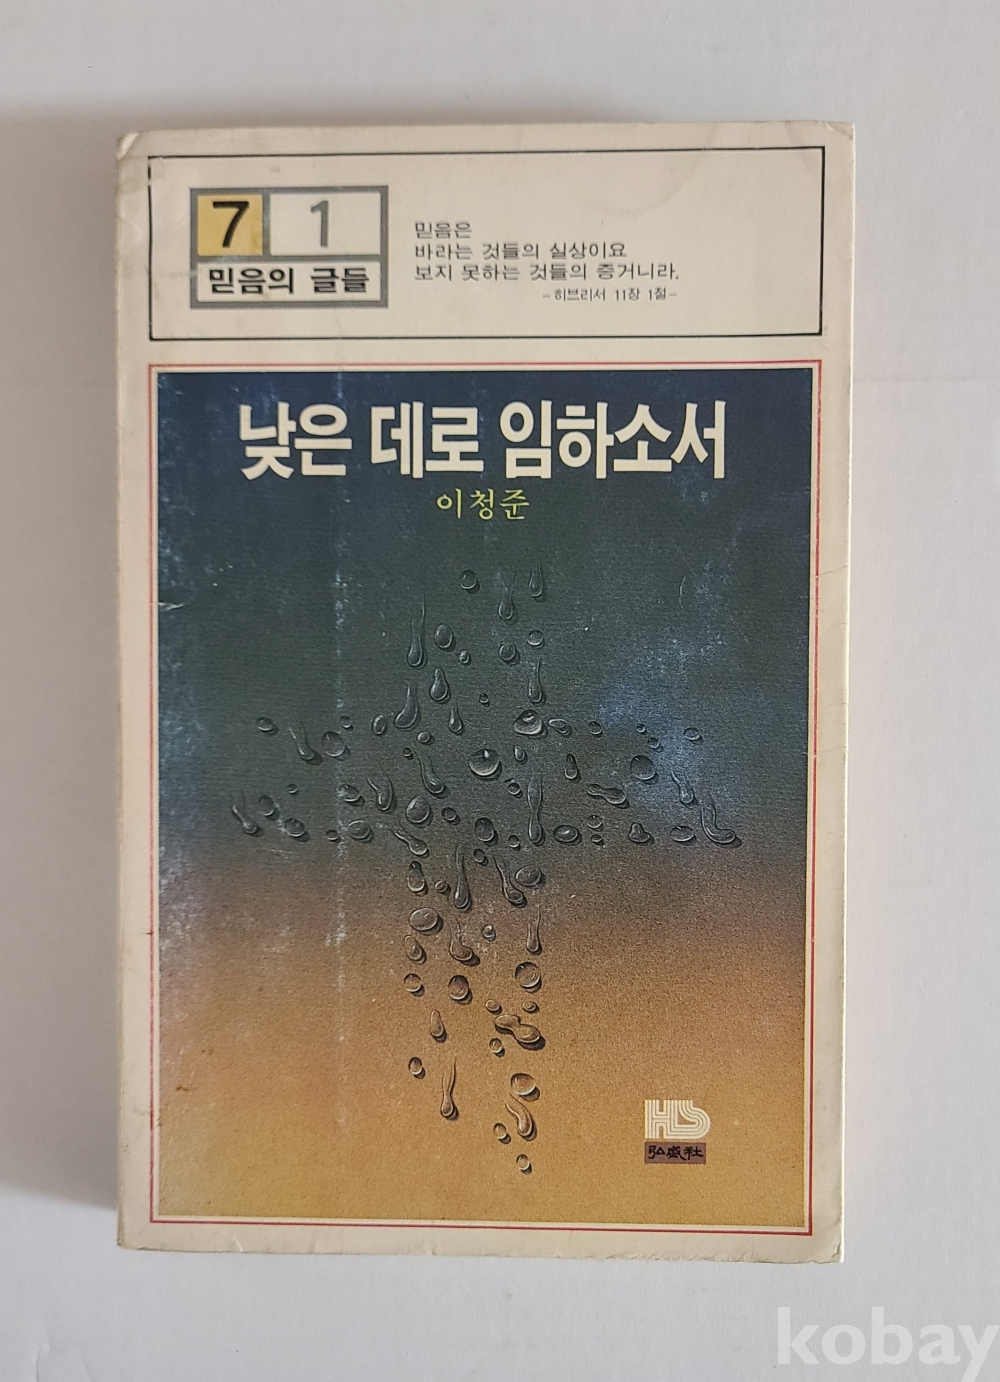 7 1
믿음의 글들
믿음은
바라는 것들의 실상이요
보지 못하는 것들의 증거니라.
-히브리서 11장 1절-
낮은 데로 임하소서
이청준
HS
弘盛社
kobay